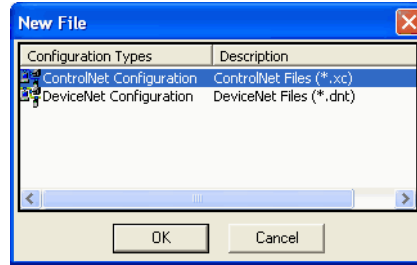 New File
Configuration Types Description
ControlNet Configuration ControlNet Files (*.xc)
DeviceNet Configuration DeviceNet Files (*.dnt)
OK Cancel